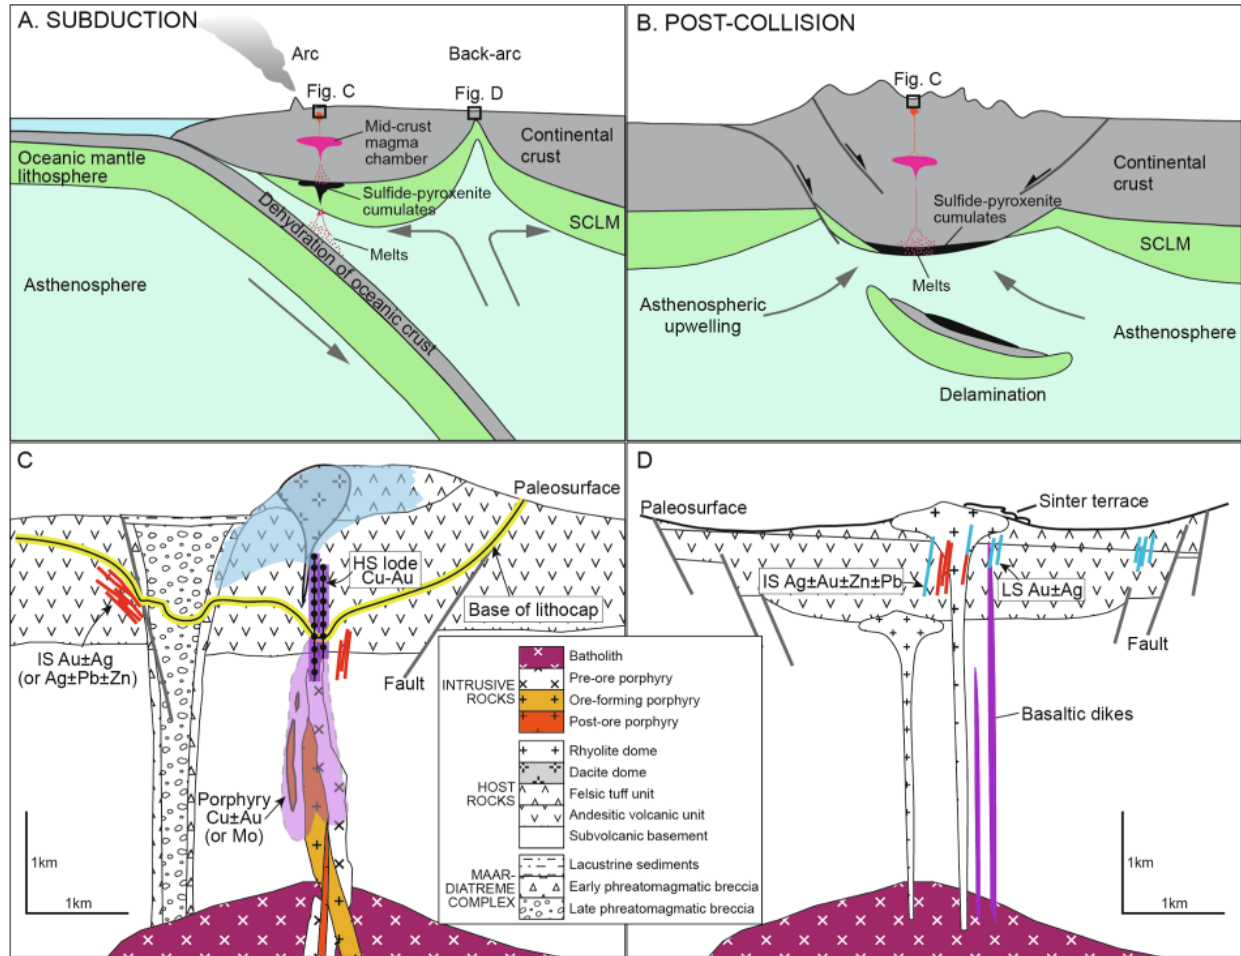 A. SUBDUCTION
Arc
Back-arc
Fig. C
Fig. D
Mid-crust
magma
chamber
Continental
crust
Oceanic mantle
lithosphere
Sulfide-pyroxenite
cumulates
Dehydration of oceanic crust
SCLM
Melts
Asthenosphere
B. POST-COLLISION
Fig. C
Continental
crust
Sulfide-pyroxenite
cumulates
SCLM
Melts
Asthenospheric
upwelling
Asthenosphere
Delamination
C
Paleosurface
HS lode
Cu-Au
Base of lithocap
IS Au±Ag
(or Ag±Pb±Zn)
Fault
Porphyry
Cu±Au
(or Mo)
1km
1km
INTRUSIVE
ROCKS
Batholith
Pre-ore porphyry
Ore-forming porphyry
Post-ore porphyry
HOST
ROCKS
Rhyolite dome
Dacite dome
Felsic tuff unit
Andesitic volcanic unit
Subvolcanic basement
MAAR-
DIATREME
COMPLEX
Lacustrine sediments
Early phreatomagmatic breccia
Late phreatomagmatic breccia
D
Paleosurface
Sinter terrace
IS Ag±Au±Zn±Pb
LS Au±Ag
Fault
Basaltic dikes
1km
1km